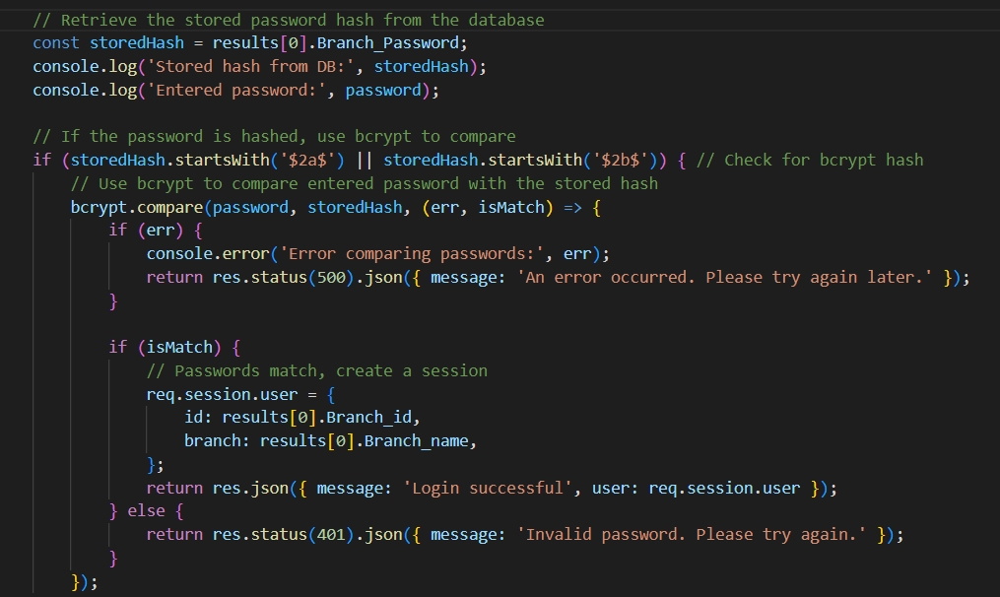 // Retrieve the stored password hash from the database
const storedHash = results[0].Branch_Password;
console.log('Stored hash from DB:', storedHash);
console.log('Entered password:', password);
// If the password is hashed, use bcrypt to compare
if (storedHash.startsWith('$2a$') || storedHash.startsWith('$2b$')) { // Check for bcrypt hash
// Use bcrypt to compare entered password with the stored hash
bcrypt.compare(password, storedHash, (err, isMatch) => {
if (err) {
console.error('Error comparing passwords:', err);
return res.status(500).json({ message: 'An error occurred. Please try again later.' });
}
if (isMatch) {
// Passwords match, create a session
req.session.user = {
id: results[0].Branch_id,
branch: results[0].Branch_name,
};
return res.json({ message: 'Login successful', user: req.session.user });
} else {
return res.status(401).json({ message: 'Invalid password. Please try again.' });
}
});